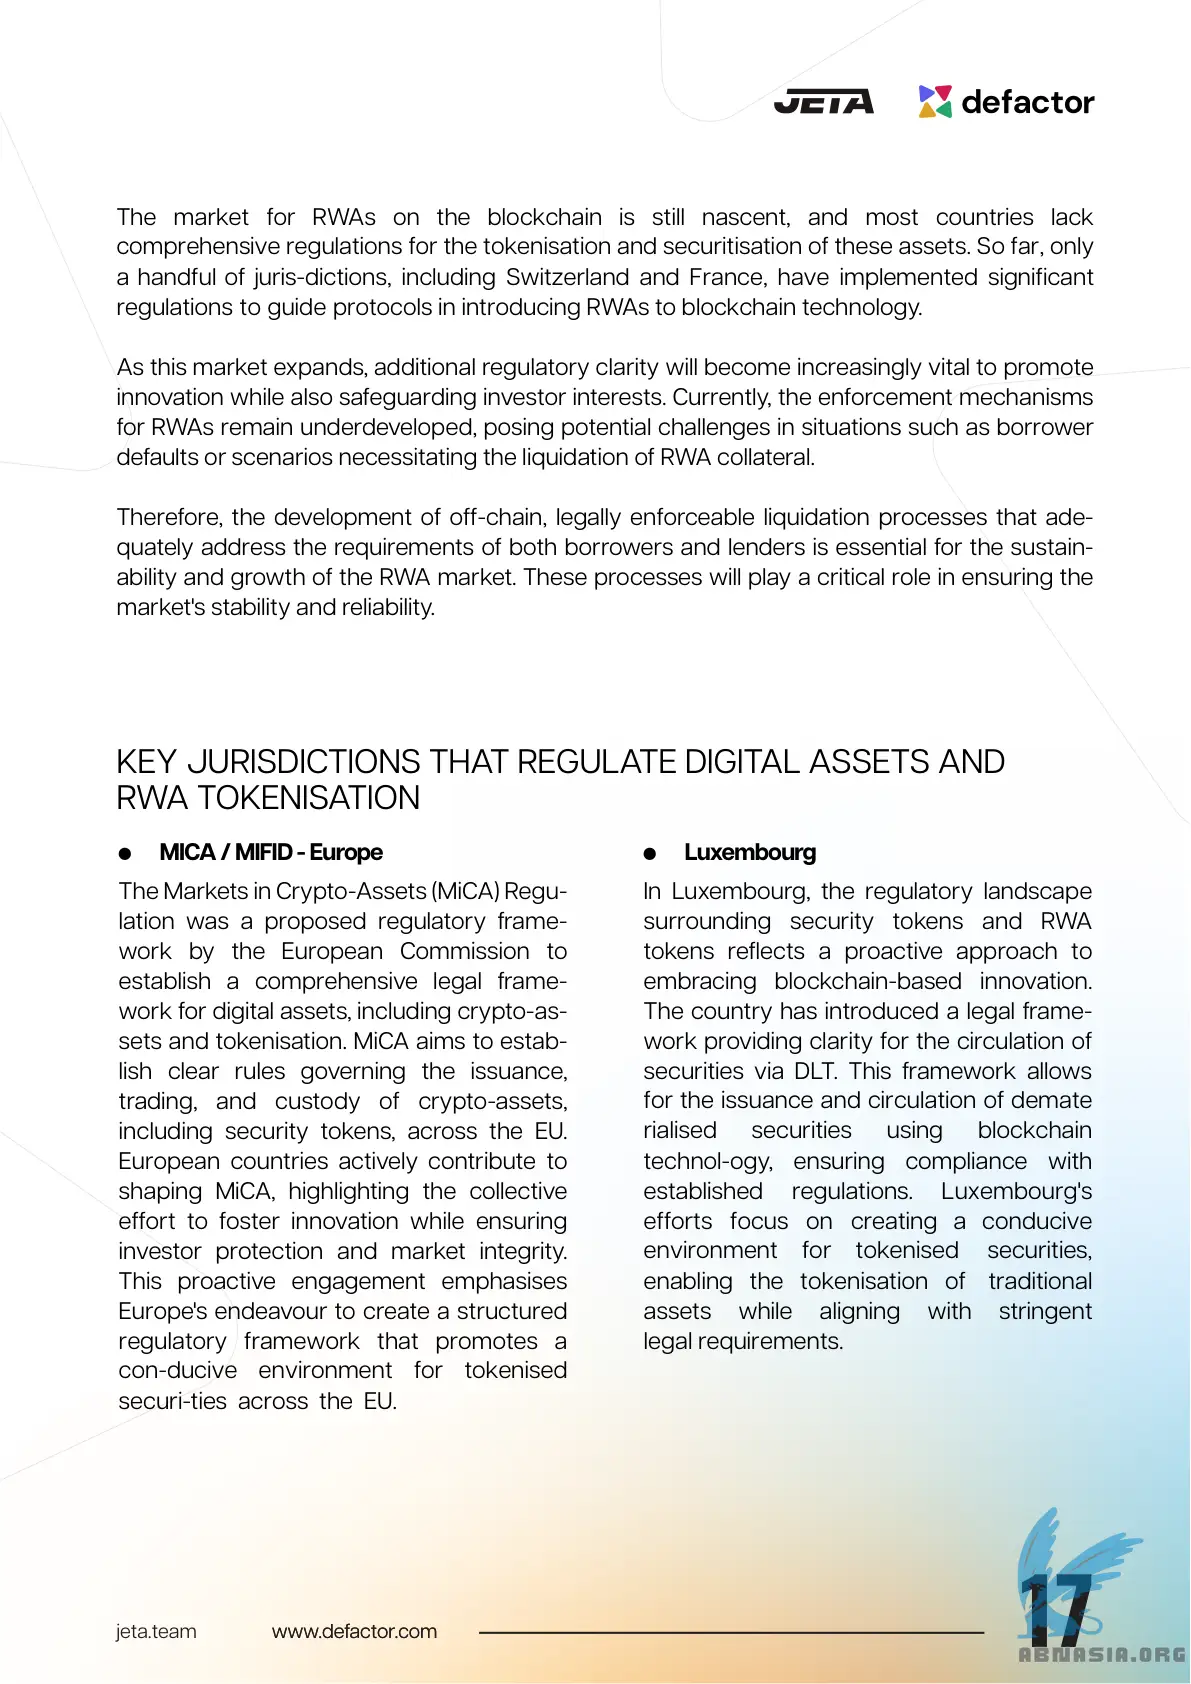 JETA defactor
The market for RWAs on the blockchain is still nascent, and most countries lack
comprehensive regulations for the tokenisation and securitisation of these assets. So far, only
a handful of juris-dictions, including Switzerland and France, have implemented significant
regulations to guide protocols in introducing RWAs to blockchain technology.
As this market expands, additional regulatory clarity will become increasingly vital to promote
innovation while also safeguarding investor interests. Currently, the enforcement mechanisms
for RWAs remain underdeveloped, posing potential challenges in situations such as borrower
defaults or scenarios necessitating the liquidation of RWA collateral.
Therefore, the development of off-chain, legally enforceable liquidation processes that ade-
quately address the requirements of both borrowers and lenders is essential for the sustain-
ability and growth of the RWA market. These processes will play a critical role in ensuring the
market's stability and reliability.
KEY JURISDICTIONS THAT REGULATE DIGITAL ASSETS AND
RWA TOKENISATION
● MICA / MIFID - Europe
The Markets in Crypto-Assets (MiCA) Regu-
lation was a proposed regulatory frame-
work by the European Commission to
establish a comprehensive legal frame-
work for digital assets, including crypto-as-
sets and tokenisation. MiCA aims to estab-
lish clear rules governing the issuance,
trading, and custody of crypto-assets,
including security tokens, across the EU.
European countries actively contribute to
shaping MiCA, highlighting the collective
effort to foster innovation while ensuring
investor protection and market integrity.
This proactive engagement emphasises
Europe's endeavour to create a structured
regulatory framework that promotes a
con-ducive environment for tokenised
securi-ties across the EU.
● Luxembourg
In Luxembourg, the regulatory landscape
surrounding security tokens and RWA
tokens reflects a proactive approach to
embracing blockchain-based innovation.
The country has introduced a legal frame-
work providing clarity for the circulation of
securities via DLT. This framework allows
for the issuance and circulation of demate
rialised securities using blockchain
technol-ogy, ensuring compliance with
established regulations. Luxembourg's
efforts focus on creating a conducive
environment for tokenised securities,
enabling the tokenisation of traditional
assets while aligning with stringent
legal requirements.
jeta.team www.defactor.com 17
ABNASIA.ORG